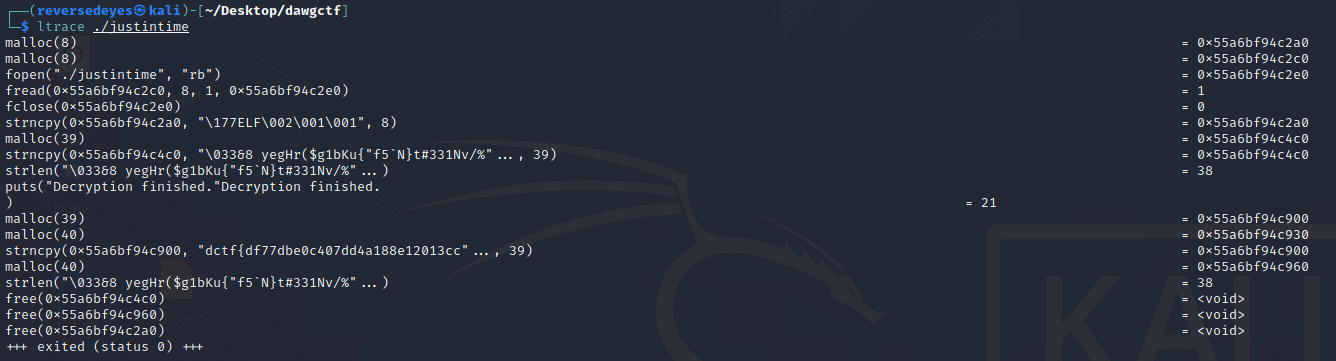 ┌──(reversedeyes㉿kali)-[~/Desktop/dawgctf]
└─$ ltrace ./justintime
malloc(8) = 0×55a6bf94c2a0
malloc(8) = 0×55a6bf94c2c0
fopen("./justintime", "rb") = 0×55a6bf94c2e0
fread(0×55a6bf94c2c0, 8, 1, 0×55a6bf94c2e0) = 1
fclose(0×55a6bf94c2e0) = 0
strncpy(0×55a6bf94c2a0, "\177ELF\002\001\001", 8) = 0×55a6bf94c2a0
malloc(39) = 0×55a6bf94c4c0
strncpy(0×55a6bf94c4c0, "\033&8 yegHr($g1bKu{"f5`N}t#331Nv/%"..., 39) = 0×55a6bf94c4c0
strlen("\033&8 yegHr($g1bKu{"f5`N}t#331Nv/%"...) = 38
puts("Decryption finished."Decryption finished.
) = 21
malloc(39) = 0×55a6bf94c900
malloc(40) = 0×55a6bf94c930
strncpy(0×55a6bf94c900, "dctf{df77dbe0c407dd4a188e12013cc"..., 39) = 0×55a6bf94c900
malloc(40) = 0×55a6bf94c960
strlen("\033&8 yegHr($g1bKu{"f5`N}t#331Nv/%"...) = 38
free(0×55a6bf94c4c0) = <void>
free(0×55a6bf94c960) = <void>
free(0×55a6bf94c2a0) = <void>
+++ exited (status 0) +++
KALI